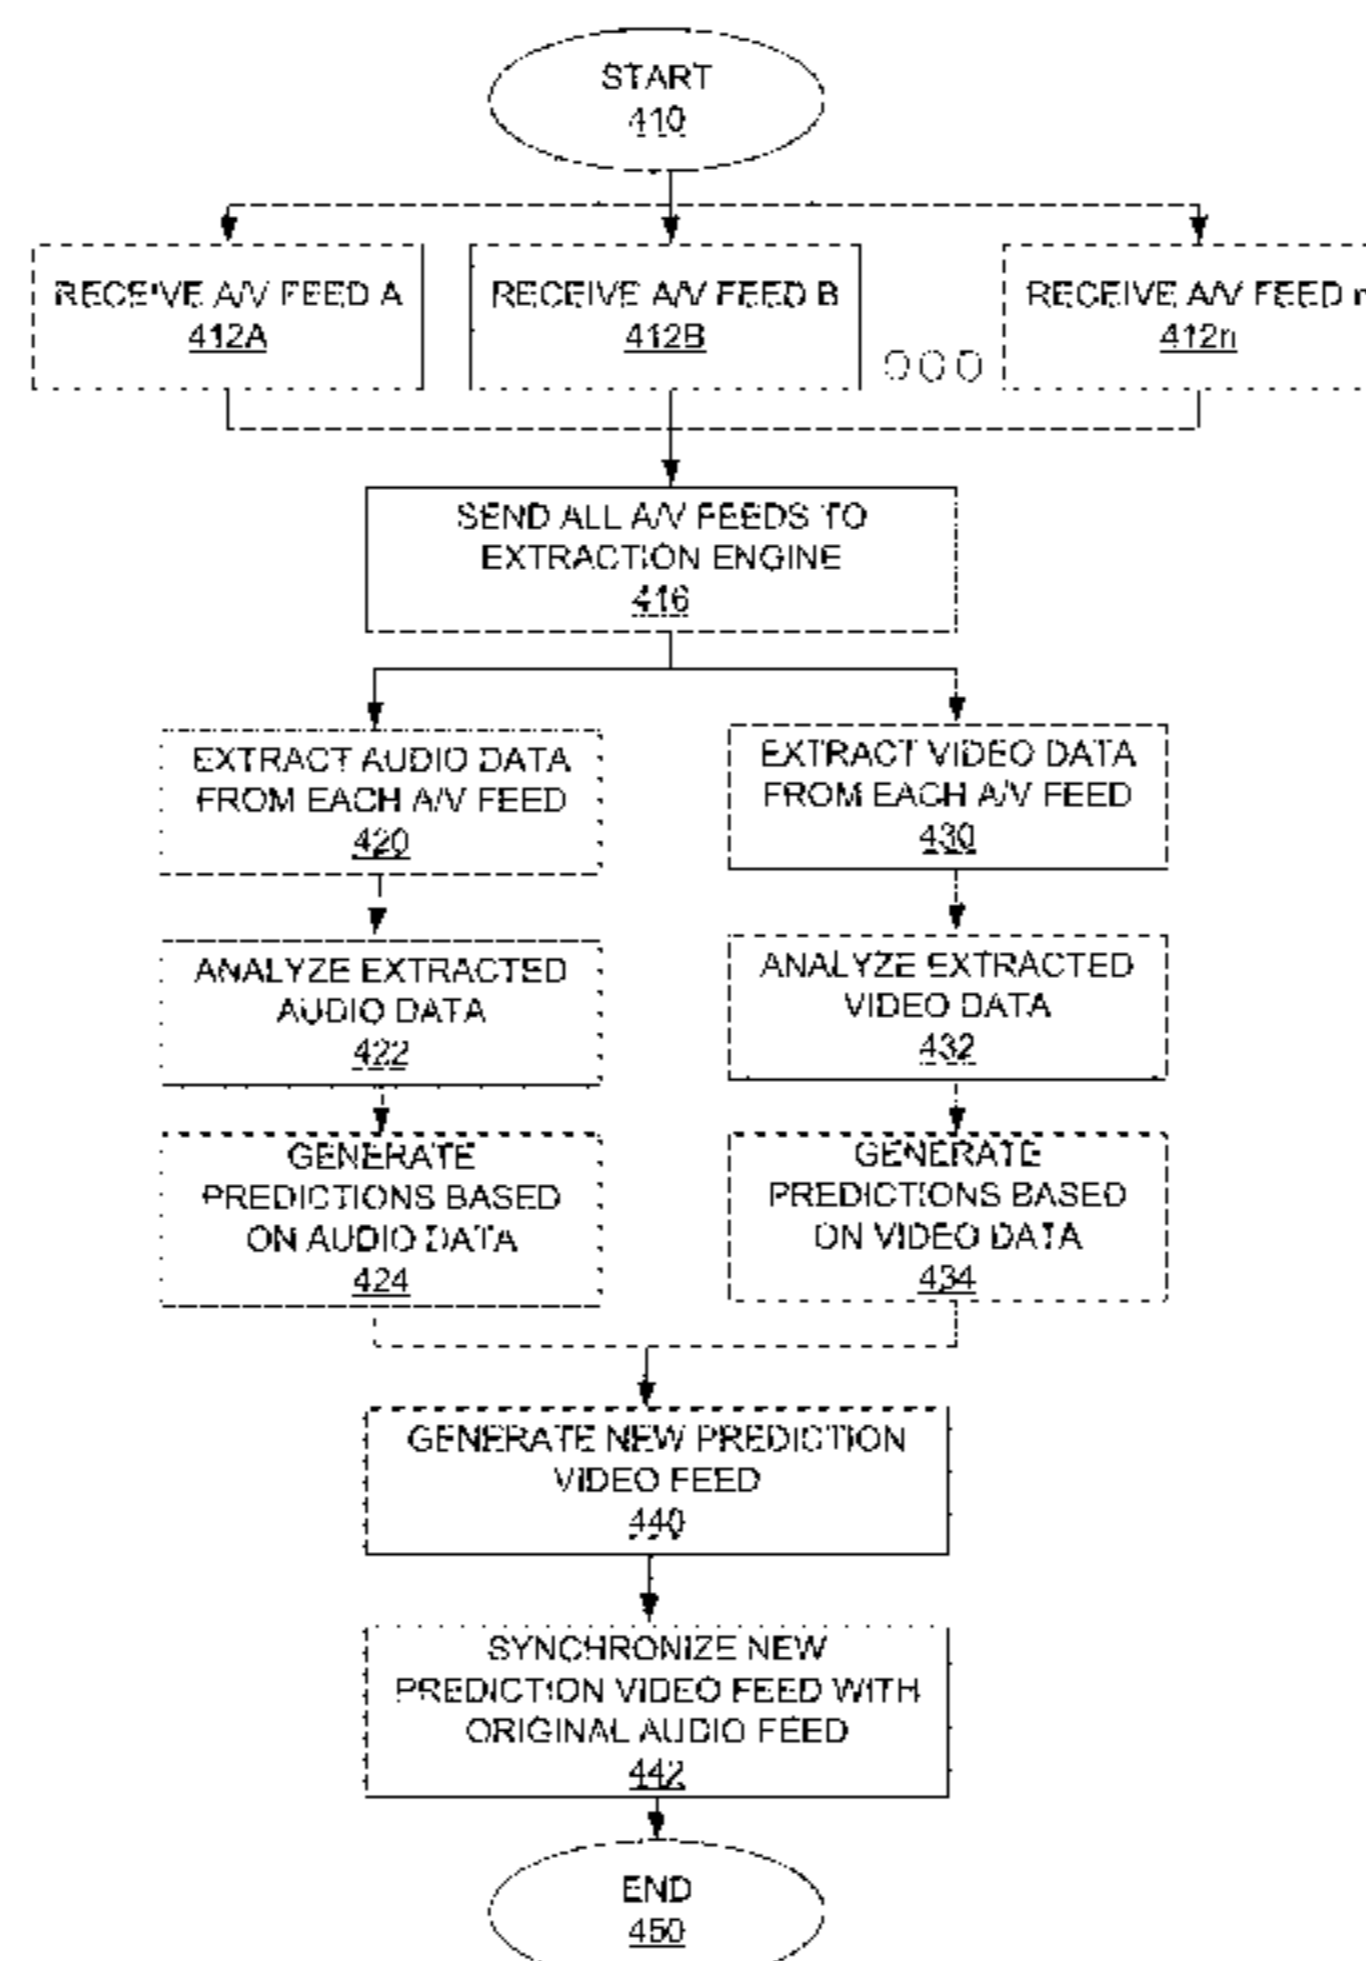 START
410
RECEIVE A/V FEED A
412A
RECEIVE A/V FEED B
412B
RECEIVE A/V FEED n
412n
SEND ALL A/V FEEDS TO
EXTRACTION ENGINE
416
EXTRACT AUDIO DATA
FROM EACH A/V FEED
420
EXTRACT VIDEO DATA
FROM EACH A/V FEED
430
ANALYZE EXTRACTED
AUDIO DATA
422
ANALYZE EXTRACTED
VIDEO DATA
432
GENERATE
PREDICTIONS BASED
ON AUDIO DATA
424
GENERATE
PREDICTIONS BASED
ON VIDEO DATA
434
GENERATE NEW PREDICTION
VIDEO FEED
440
SYNCHRONIZE NEW
PREDICTION VIDEO FEED WITH
ORIGINAL AUDIO FEED
442
END
450